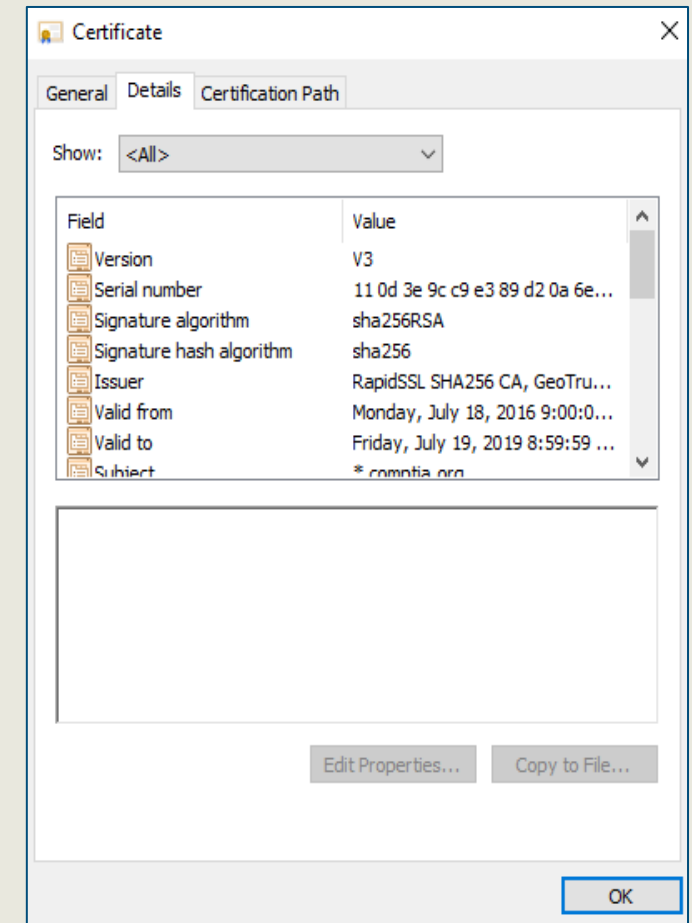 Certificate
General Details Certification Path
Show: <All>
Field Value
Version V3
Serial number 11 0d 3e 9c c9 e3 89 d2 0a 6e...
Signature algorithm sha256RSA
Signature hash algorithm sha256
Issuer RapidSSL SHA256 CA, GeoTru...
Valid from Monday, July 18, 2016 9:00:0...
Valid to Friday, July 19, 2019 8:59:59 ...
Subject *.comptia.org
Edit Properties... Copy to File...
OK